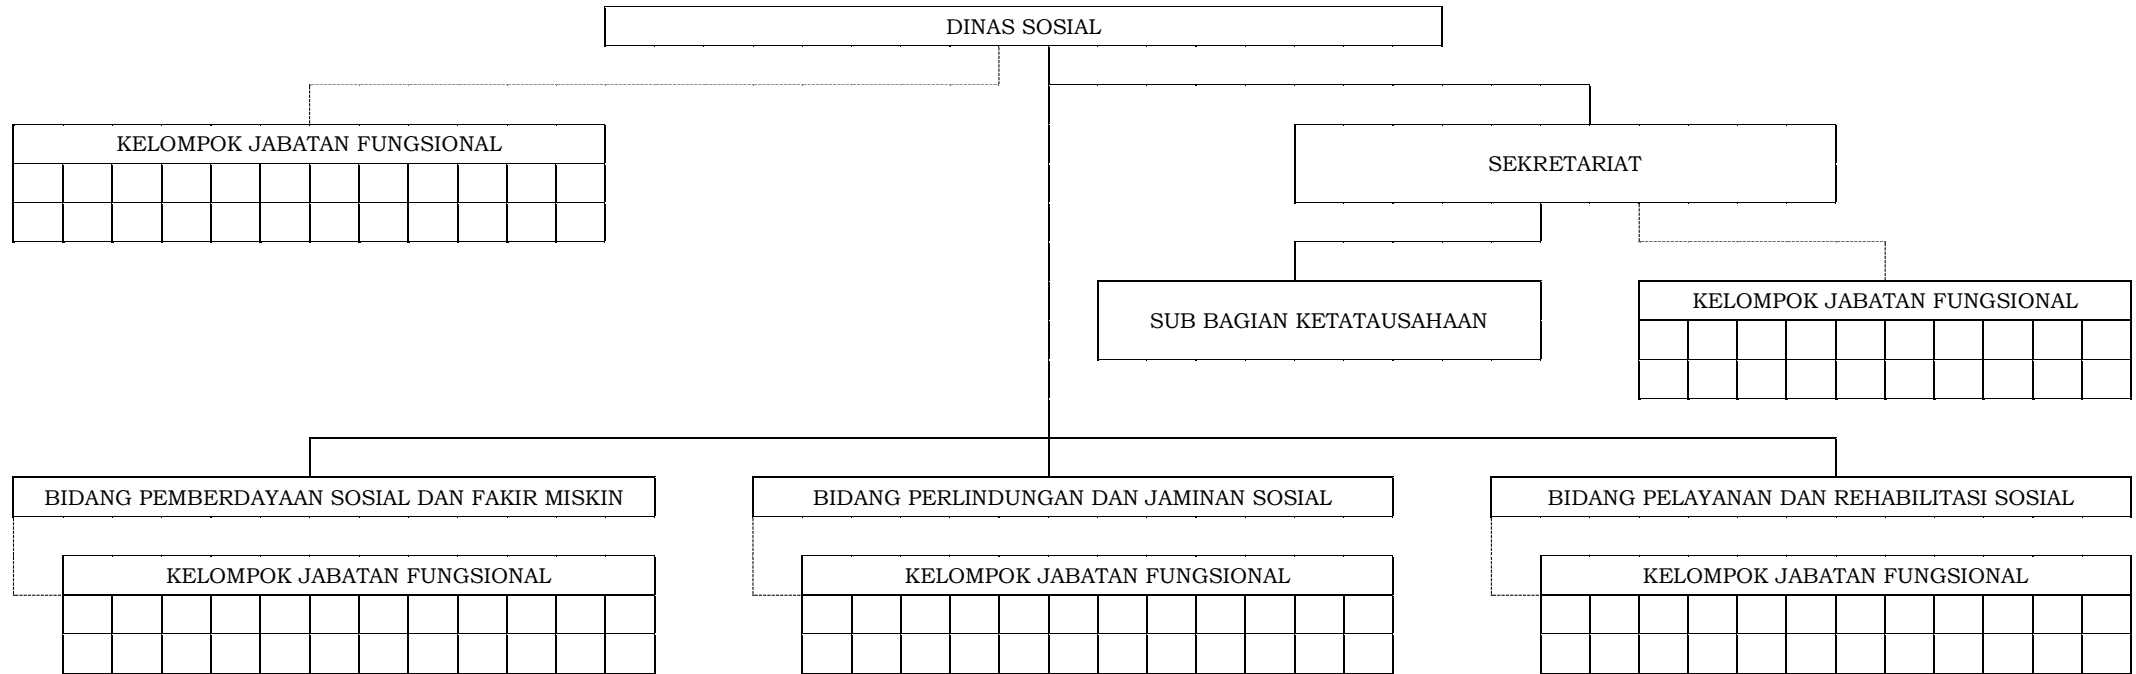 DINAS SOSIAL
KELOMPOK JABATAN FUNGSIONAL
SEKRETARIAT
SUB BAGIAN KETATAUSAHAAN
KELOMPOK JABATAN FUNGSIONAL
BIDANG PEMBERDAYAAN SOSIAL DAN FAKIR MISKIN
BIDANG PERLINDUNGAN DAN JAMINAN SOSIAL
BIDANG PELAYANAN DAN REHABILITASI SOSIAL
KELOMPOK JABATAN FUNGSIONAL
KELOMPOK JABATAN FUNGSIONAL
KELOMPOK JABATAN FUNGSIONAL